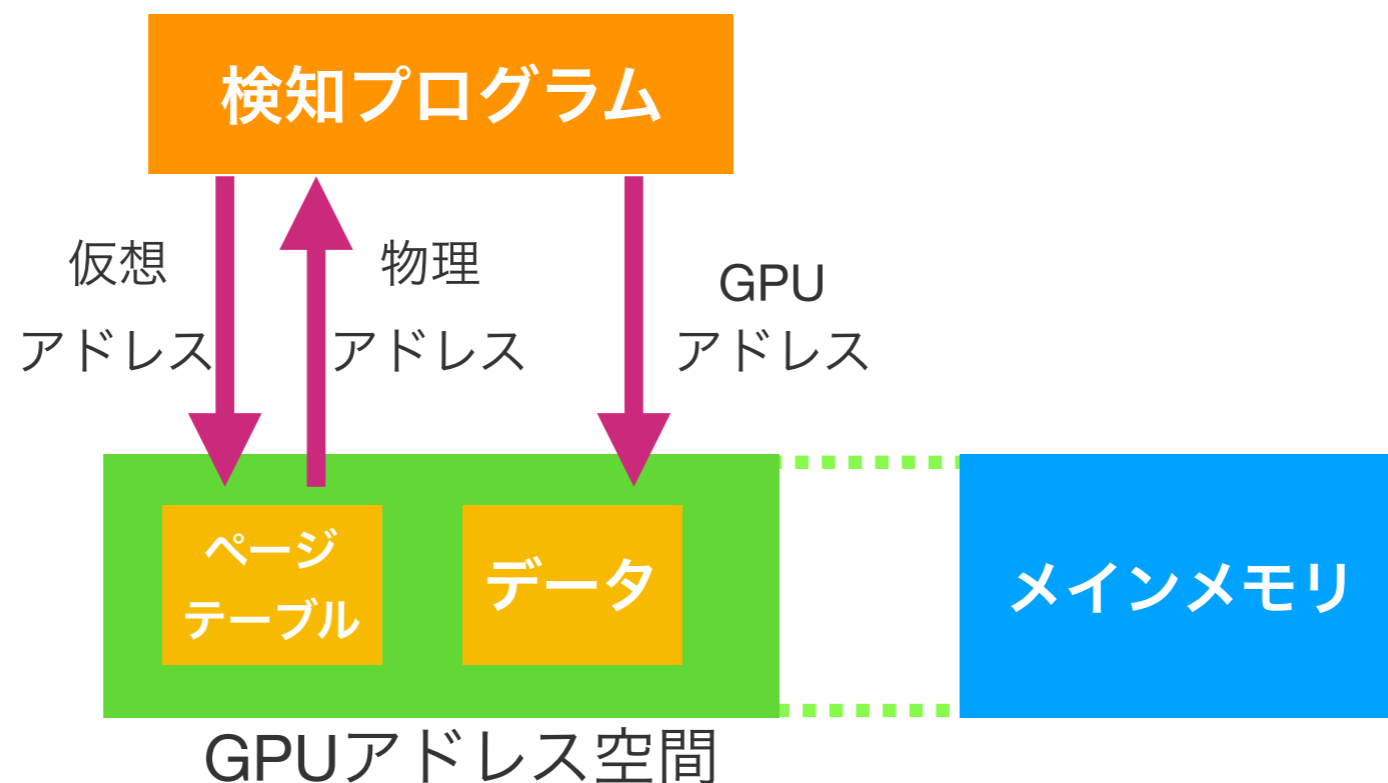 検知プログラム
仮想
アドレス
物理
アドレス
GPU
アドレス
ページ
テーブル
データ
メインメモリ
GPUアドレス空間